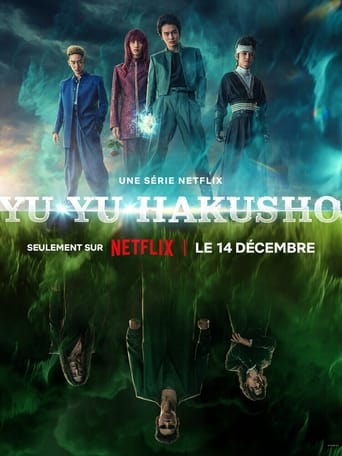 UNE SÉRIE NETFLIX
YU YU HAKUSHO
SEULEMENT SUR NETFLIX | LE 14 DÉCEMBRE